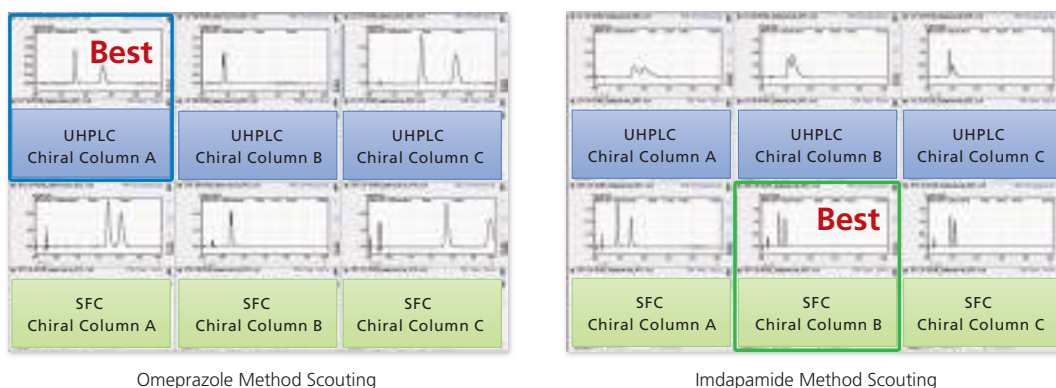 Best
UHPLC
Chiral Column A
UHPLC
Chiral Column B
UHPLC
Chiral Column C
SFC
Chiral Column A
SFC
Chiral Column B
SFC
Chiral Column C
Omeprazole Method Scouting
UHPLC
Chiral Column A
UHPLC
Chiral Column B
UHPLC
Chiral Column C
Best
SFC
Chiral Column A
SFC
Chiral Column B
SFC
Chiral Column C
Imdapamide Method Scouting